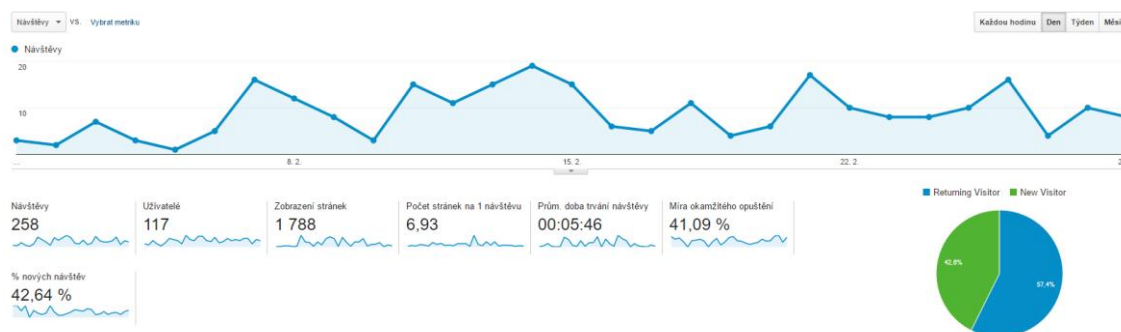 Návštěvy VS. Vybrat metriku
Každou hodinu Den Týden
Návštěvy
20
10
...
8. 2.
15. 2.
22. 2.
Returning Visitor New Visitor
Návštěvy Uživatelé Zobrazení stránek Počet stránek na 1 návštěvu Prům. doba trvání návštěvy Míra okamžitého opuštění
258 117 1 788 6,93 00:05:46 41,09 %
42,6%
57,4%
% nových návštěv
42,64 %